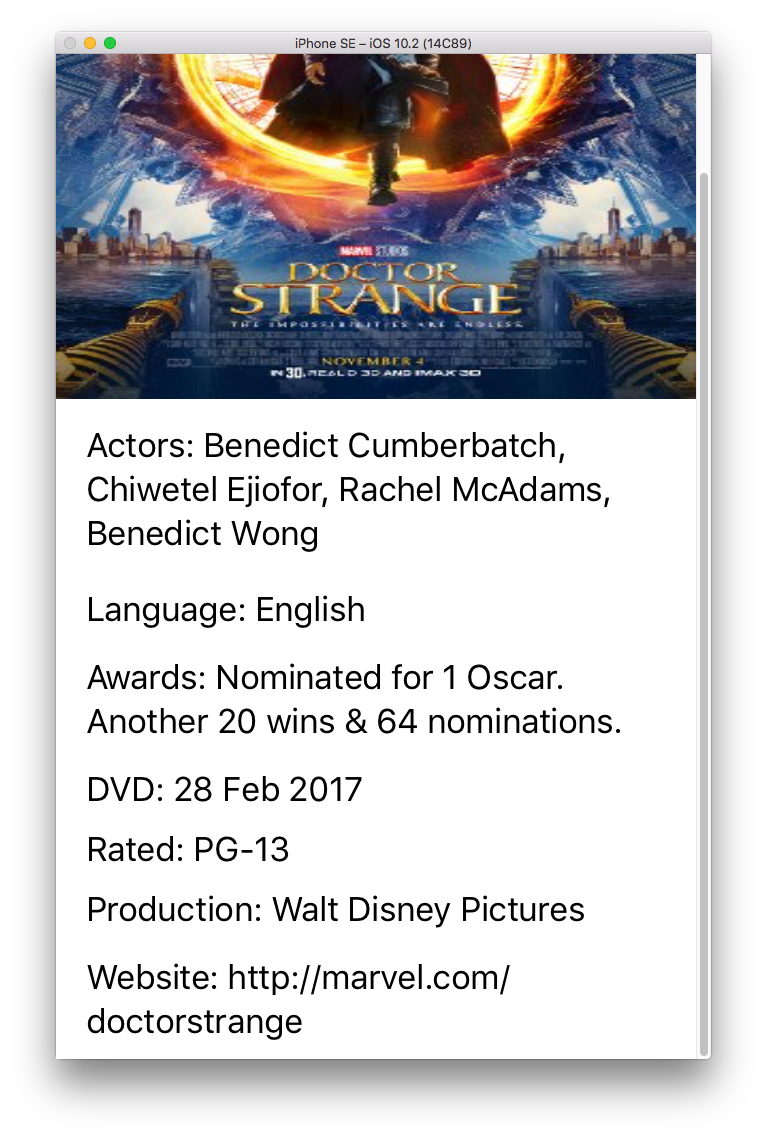 iPhone SE – iOS 10.2 (14C89)
MARVEL STUDIOS
DOCTOR
STRANGE
THE IMPOSSIBILITIES ARE ENDLESS.
NOVEMBER 4
IN 3D, REAL D 3D AND IMAX 3D
Actors: Benedict Cumberbatch,
Chiwetel Ejiofor, Rachel McAdams,
Benedict Wong
Language: English
Awards: Nominated for 1 Oscar.
Another 20 wins & 64 nominations.
DVD: 28 Feb 2017
Rated: PG-13
Production: Walt Disney Pictures
Website: http://marvel.com/
doctorstrange